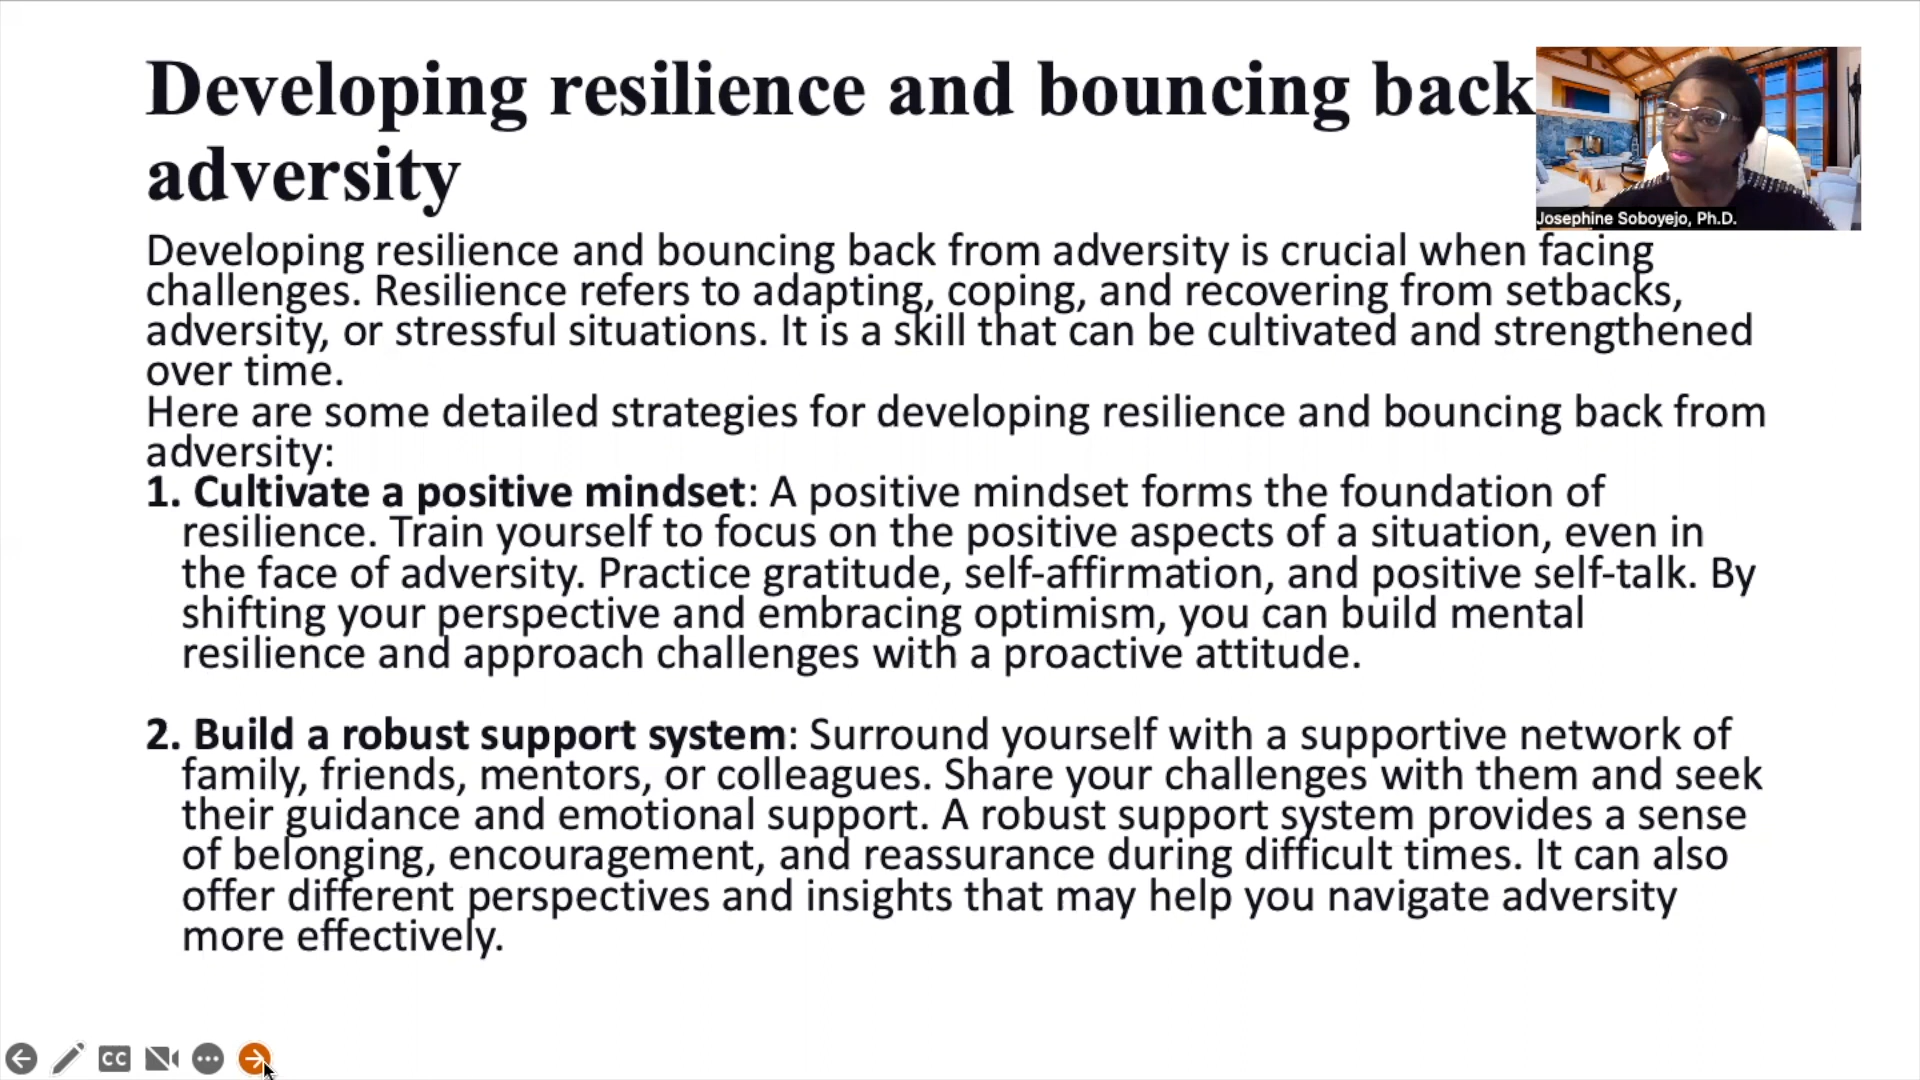 Developing resilience and bouncing back
adversity
Josephine Soboyejo, Ph.D.
Developing resilience and bouncing back from adversity is crucial when facing
challenges. Resilience refers to adapting, coping, and recovering from setbacks,
adversity, or stressful situations. It is a skill that can be cultivated and strengthened
over time.
Here are some detailed strategies for developing resilience and bouncing back from
adversity:
1. Cultivate a positive mindset: A positive mindset forms the foundation of
resilience. Train yourself to focus on the positive aspects of a situation, even in
the face of adversity. Practice gratitude, self-affirmation, and positive self-talk. By
shifting your perspective and embracing optimism, you can build mental
resilience and approach challenges with a proactive attitude.
2. Build a robust support system: Surround yourself with a supportive network of
family, friends, mentors, or colleagues. Share your challenges with them and seek
their guidance and emotional support. A robust support system provides a sense
of belonging, encouragement, and reassurance during difficult times. It can also
offer different perspectives and insights that may help you navigate adversity
more effectively.
CC